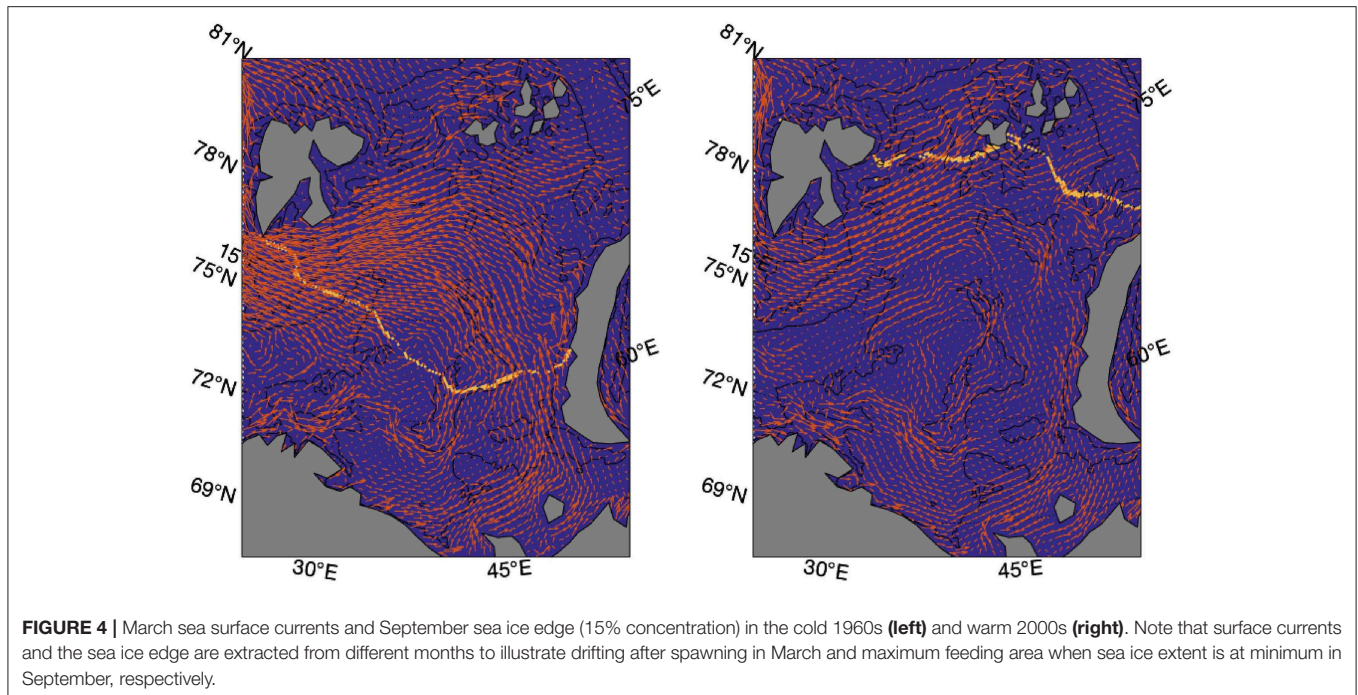 81°N
5°E
78°N
15°E
75°N
60°E
72°N
69°N
30°E
45°E
81°N
5°E
78°N
15°E
75°N
60°E
72°N
69°N
30°E
45°E
FIGURE 4 | March sea surface currents and September sea ice edge (15% concentration) in the cold 1960s (left) and warm 2000s (right). Note that surface currents
and the sea ice edge are extracted from different months to illustrate drifting after spawning in March and maximum feeding area when sea ice extent is at minimum in
September, respectively.